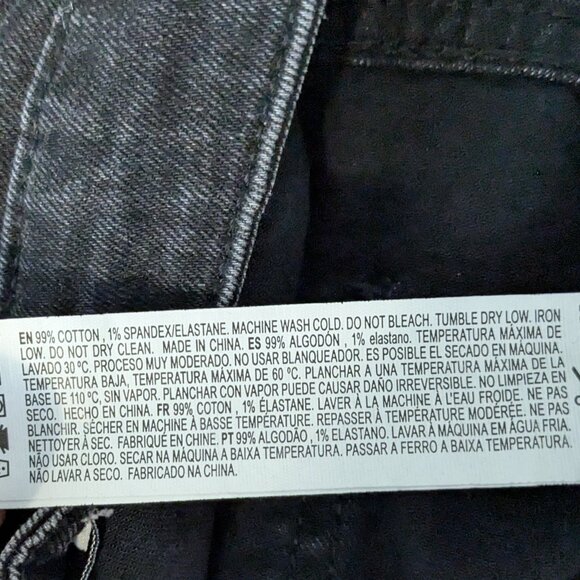 EN 99% COTTON , 1% SPANDEX/ELASTANE. MACHINE WASH COLD. DO NOT BLEACH. TUMBLE DRY LOW. IRON
LOW. DO NOT DRY CLEAN. MADE IN CHINA. ES 99% ALGODÓN , 1% elastano. TEMPERATURA MÁXIMA DE
LAVADO 30 ºC. PROCESO MUY MODERADO. NO USAR BLANQUEADOR. ES POSIBLE EL SECADO EN MÁQUINA.
TEMPERATURA BAJA, TEMPERATURA MÁXIMA DE 60 ºC. PLANCHAR A UNA TEMPERATURA MÁXIMA DE LA
BASE DE 110 ºC, SIN VAPOR. PLANCHAR CON VAPOR PUEDE CAUSAR DAÑO IRREVERSIBLE. NO LIMPIEZA EN
SECO. HECHO EN CHINA. FR 99% COTON , 1% ÉLASTANE. LAVER À LA MACHINE À L'EAU FROIDE. NE PAS
BLANCHIR. SÉCHER EN MACHINE À BASSE TEMPÉRATURE. REPASSER À TEMPÉRATURE MODÉRÉE. NE PAS
NETTOYER À SEC. FABRIQUÉ EN CHINE. PT 99% ALGODÃO , 1% ELASTANO. LAVAR À MÁQUINA EM ÁGUA FRIA.
NÃO USAR CLORO. SECAR NA MÁQUINA A BAIXA TEMPERATURA. PASSAR A FERRO A BAIXA TEMPERATURA.
NÃO LAVAR A SECO. FABRICADO NA CHINA.